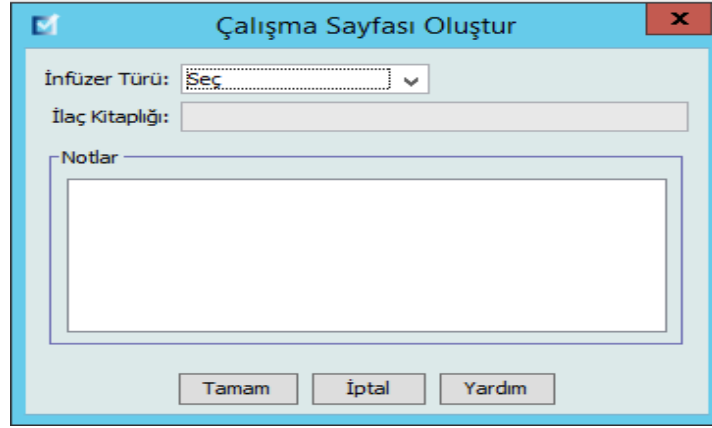 Çalışma Sayfası Oluştur
İnfüzer Türü: Seç
İlaç Kitaplığı:
Notlar
Tamam İptal Yardım